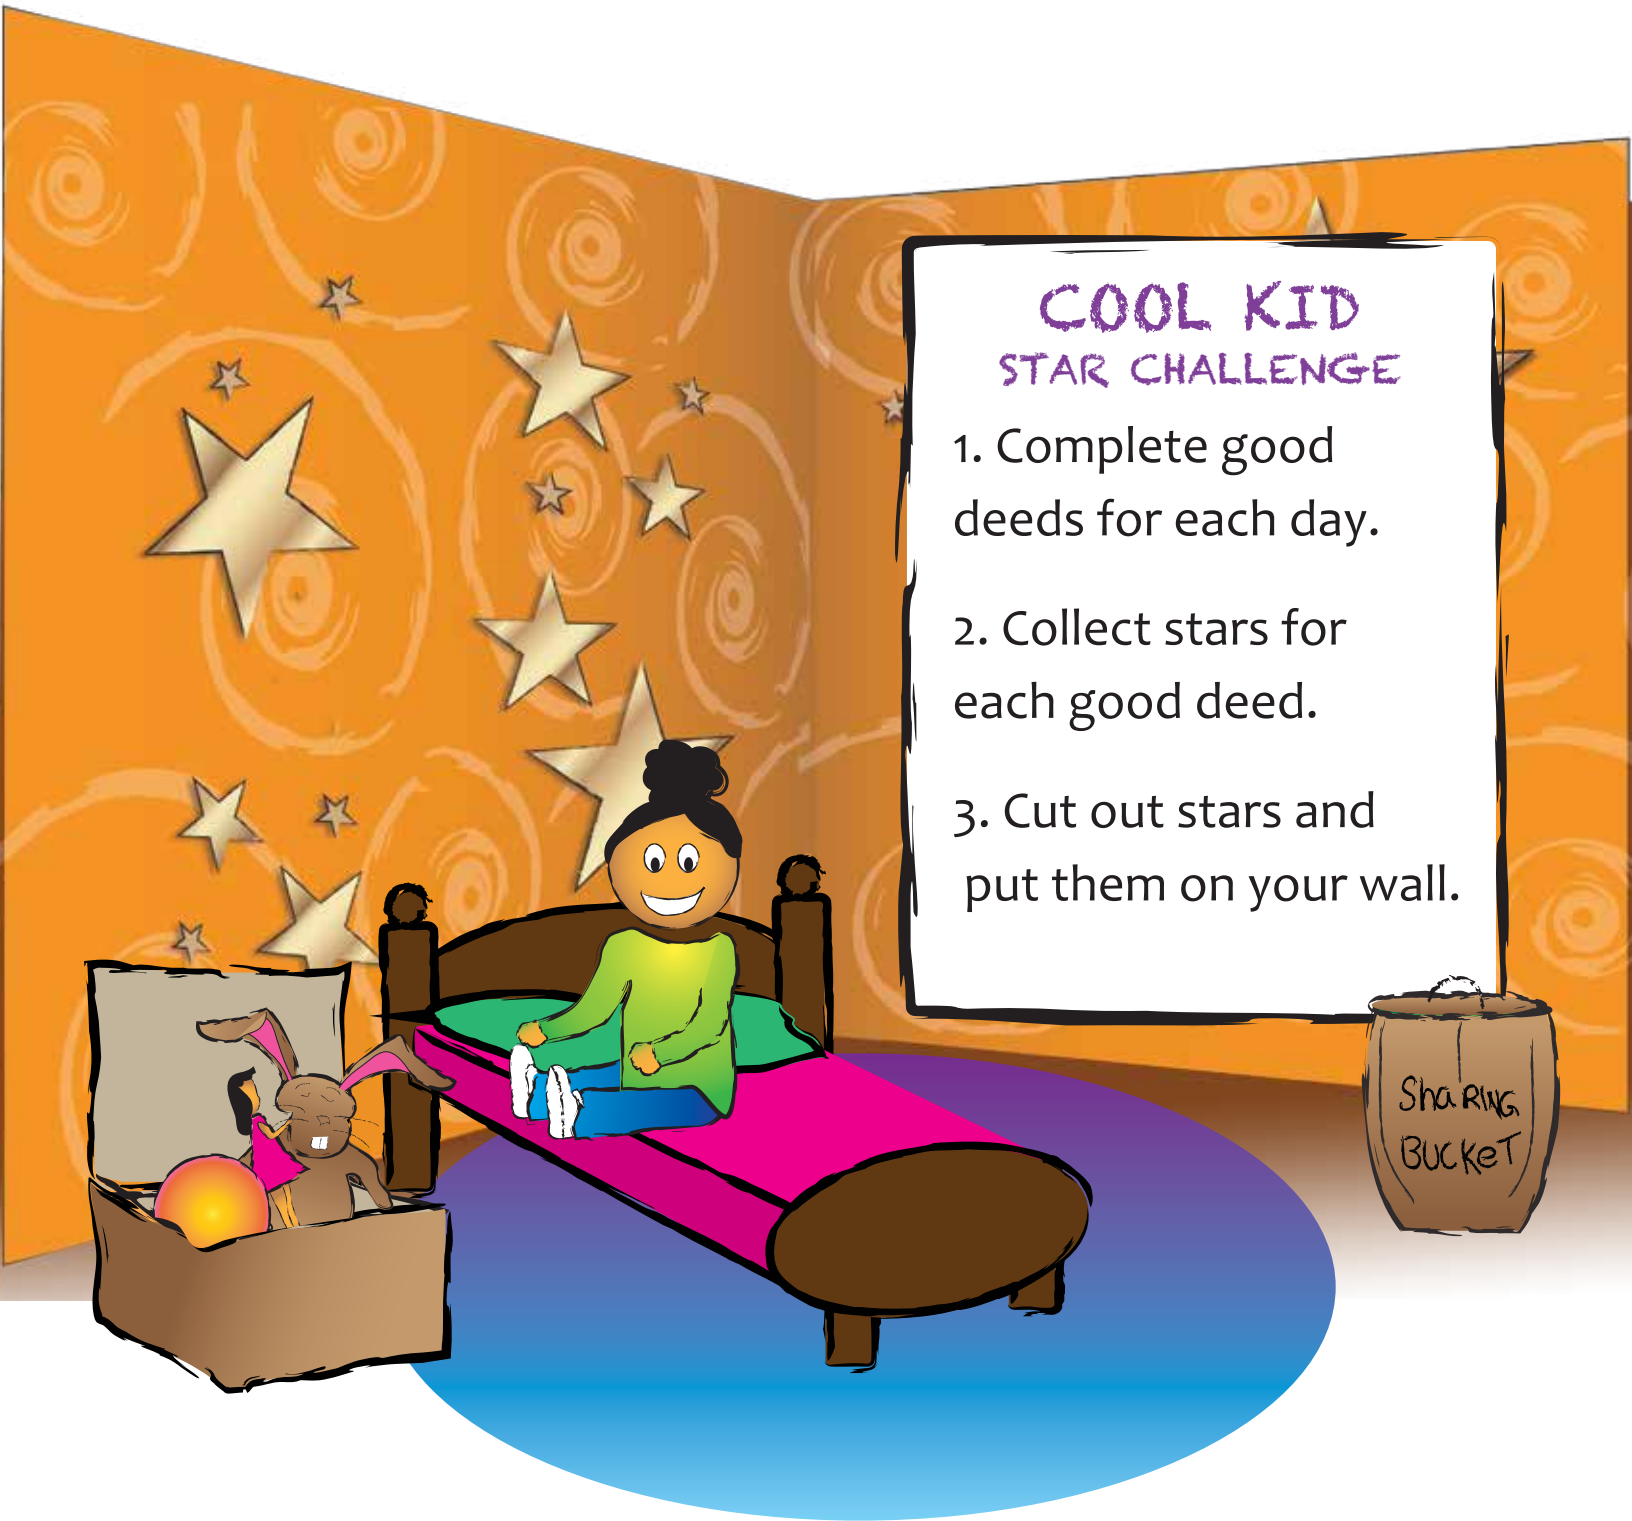 COOL KID
STAR CHALLENGE
1. Complete good
deeds for each day.
2. Collect stars for
each good deed.
3. Cut out stars and
put them on your wall.
ShaRING
BUCKeT